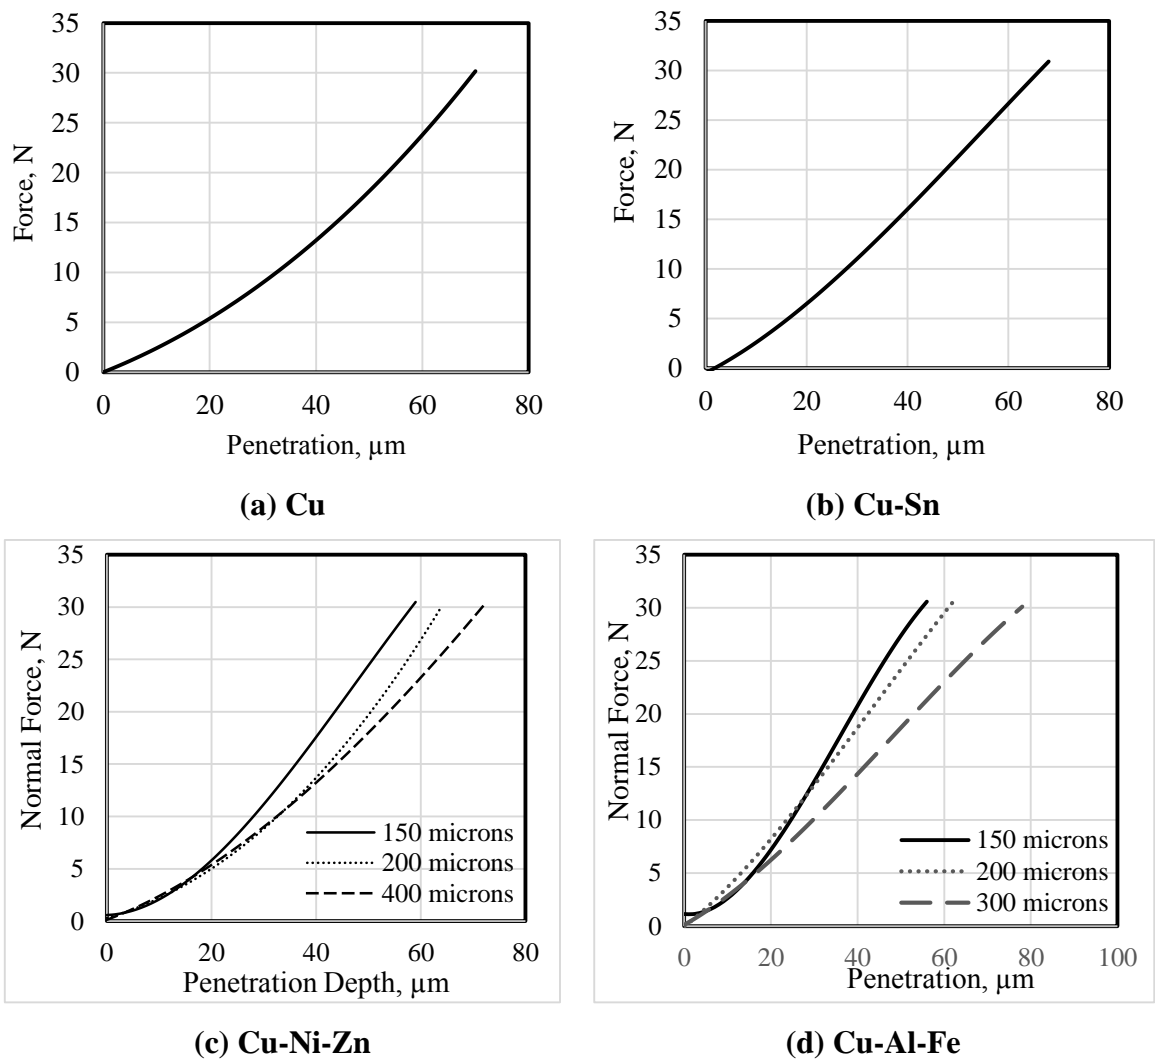 35
30
25
20
15
10
5
0
Force, N
0 20 40 60 80
Penetration, µm
(a) Cu
35
30
25
20
15
10
5
0
Force, N
0 20 40 60 80
Penetration, µm
(b) Cu-Sn
35
30
25
20
15
10
5
0
Normal Force, N
150 microns
200 microns
400 microns
0 20 40 60 80
Penetration Depth, µm
(c) Cu-Ni-Zn
35
30
25
20
15
10
5
0
Normal Force, N
150 microns
200 microns
300 microns
0 20 40 60 80 100
Penetration, µm
(d) Cu-Al-Fe